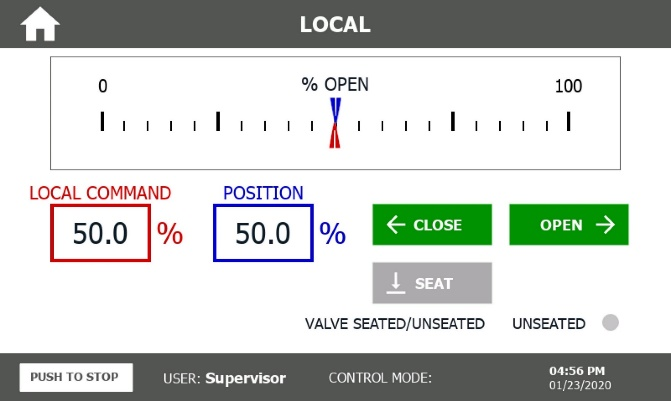 LOCAL
% OPEN
0 100
LOCAL COMMAND POSITION
50.0 % 50.0 %
CLOSE OPEN
SEAT
VALVE SEATED/UNSEATED UNSEATED
PUSH TO STOP USER: Supervisor CONTROL MODE: 04:56 PM
01/23/2020